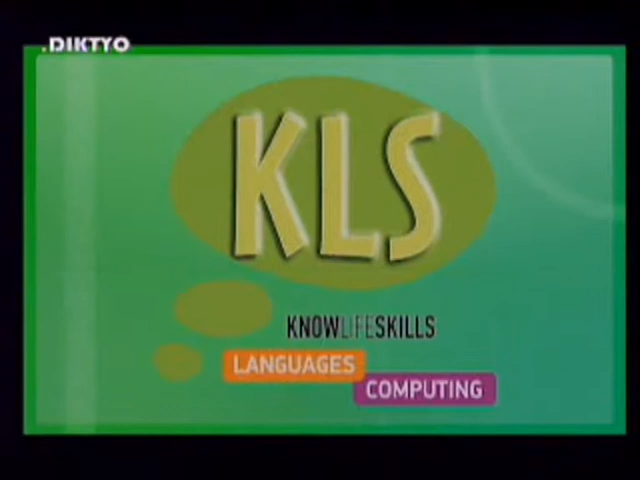 .DIKTYO
KLS
KNOWLIFESKILLS
LANGUAGES
COMPUTING